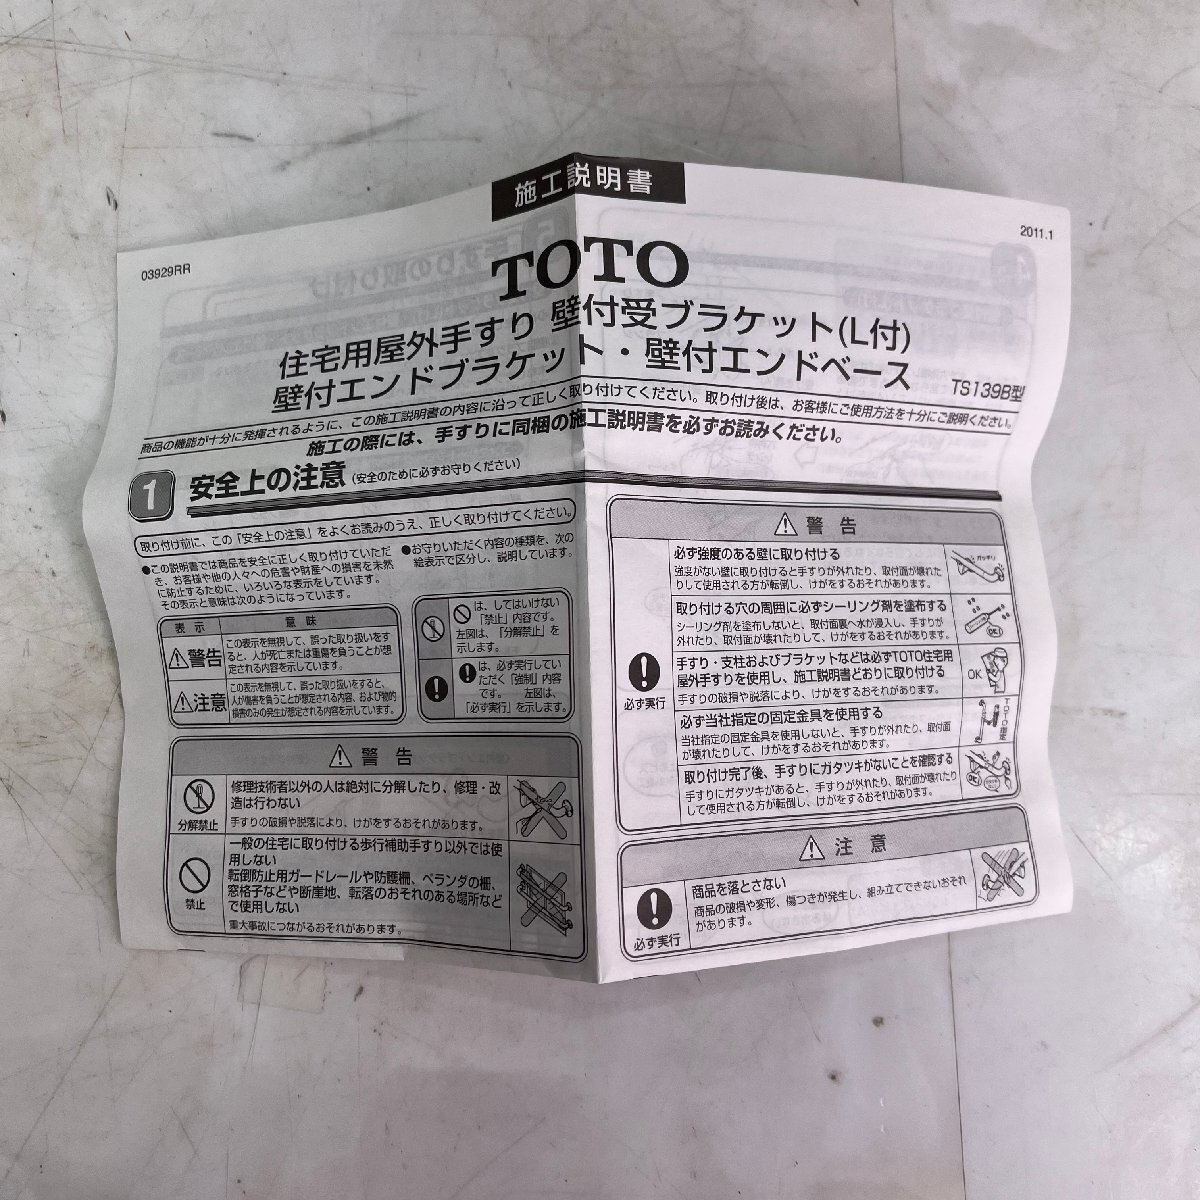 施工説明書
03929RR
2011.1
TOTO
住宅用屋外手すり 壁付受ブラケット(L付)
壁付エンドブラケット・壁付エンドベース
TS139B型
商品の機能が十分に発揮されるように、この施工説明書の内容に沿って正しく取り付けてください。取り付け後は、お客様にご使用方法を十分にご説明ください。
施工の際には、手すりに同梱の施工説明書を必ずお読みください。
1 安全上の注意 (安全のために必ずお守りください)
取り付け前に、この「安全上の注意」をよくお読みのうえ、正しく取り付けてください。
●この説明書では商品を安全に正しく取り付けていただ
き、お客様や他の人々への危害や財産への損害を未然
に防止するために、いろいろな表示をしています。
その表示と意味は次のようになっています。
●お守りいただく内容の種類を、次の
絵表示で区分し、説明しています。
表 示 意 味
警告
この表示を無視して、誤った取り扱いをす
ると、人が死亡または重傷を負うことが想
定される内容を示しています。
注意
この表示を無視して、誤った取り扱いをすると、
人が傷害を負うことが想定される内容、および物的
損害のみの発生が想定される内容を示しています。
は、してはいけない
「禁止」内容です。
左図は、「分解禁止」を
示します。
は、必ず実行してい
ただく「強制」内容
です。 左図は、
「必ず実行」を示します。
警 告
分解禁止
修理技術者以外の人は絶対に分解したり、修理・改
造は行わない
手すりの破損や脱落により、けがをするおそれがあります。
禁止
一般の住宅に取り付ける歩行補助手すり以外では使
用しない
転倒防止用ガードレールや防護柵、ベランダの柵、
窓格子などや断崖地、転落のおそれのある場所など
で使用しない
重大事故につながるおそれがあります。
警 告
必ず実行
必ず強度のある壁に取り付ける
強度がない壁に取り付けると手すりが外れたり、取付面が壊れた
りして使用される方が転倒し、けがをするおそれがあります。
ガッチリ
取り付ける穴の周囲に必ずシーリング剤を塗布する
シーリング剤を塗布しないと、取付面裏へ水が浸入し、手すりが
外れたり、取付面が壊れたりして、けがをするおそれがあります。
OK!
手すり・支柱およびブラケットなどは必ずTOTO住宅用
屋外手すりを使用し、施工説明書どおりに取り付ける
手すりの破損や脱落により、けがをするおそれがあります。
OK
必ず当社指定の固定金具を使用する
当社指定の固定金具を使用しないと、手すりが外れたり、取付面
が壊れたりして、けがをするおそれがあります。
TOTO指定
取り付け完了後、手すりにガタツキがないことを確認する
手すりにガタツキがあると、手すりが外れたり、取付面が壊れたり
して使用される方が転倒し、けがをするおそれがあります。
OK
注 意
必ず実行
商品を落とさない
商品の破損や変形、傷つきが発生し、組み立てできないおそれ
があります。